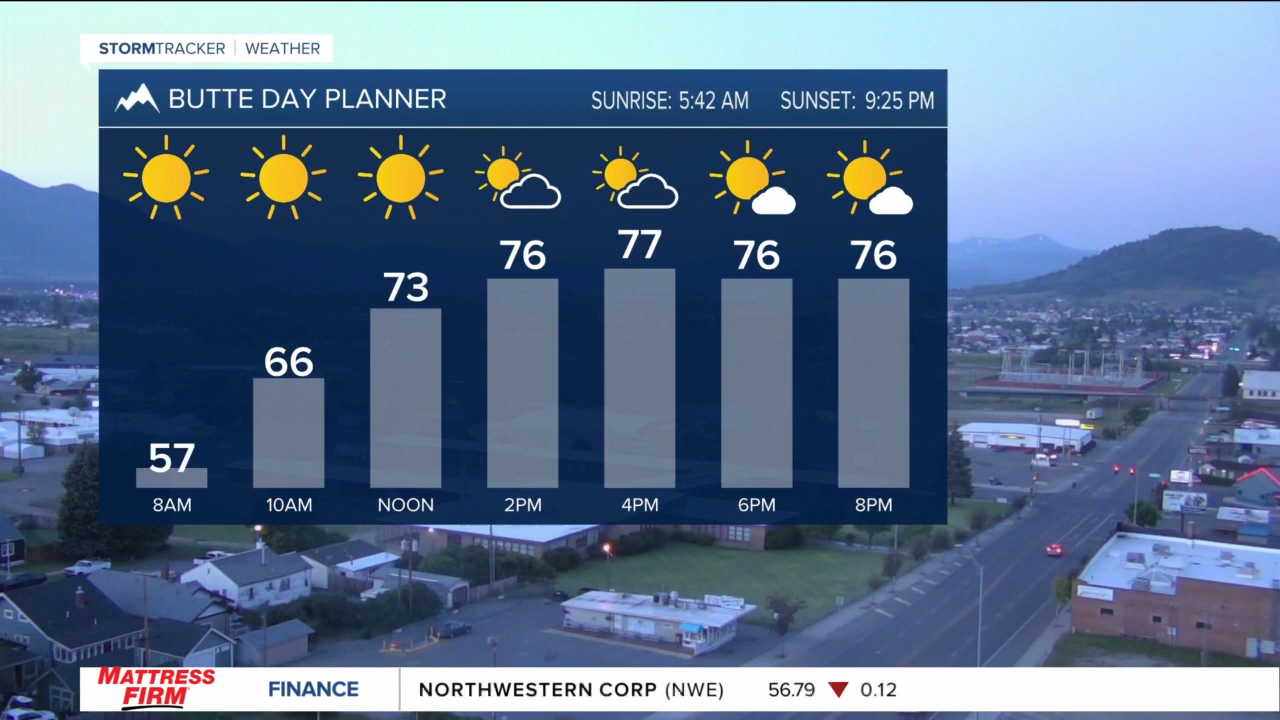 STORMTRACKER | WEATHER
BUTTE DAY PLANNER SUNRISE: 5:42 AM SUNSET: 9:25 PM
57 66 73 76 77 76 76
8AM 10AM NOON 2PM 4PM 6PM 8PM
MATTRESS FIRM FINANCE NORTHWESTERN CORP (NWE) 56.79 ▼ 0.12